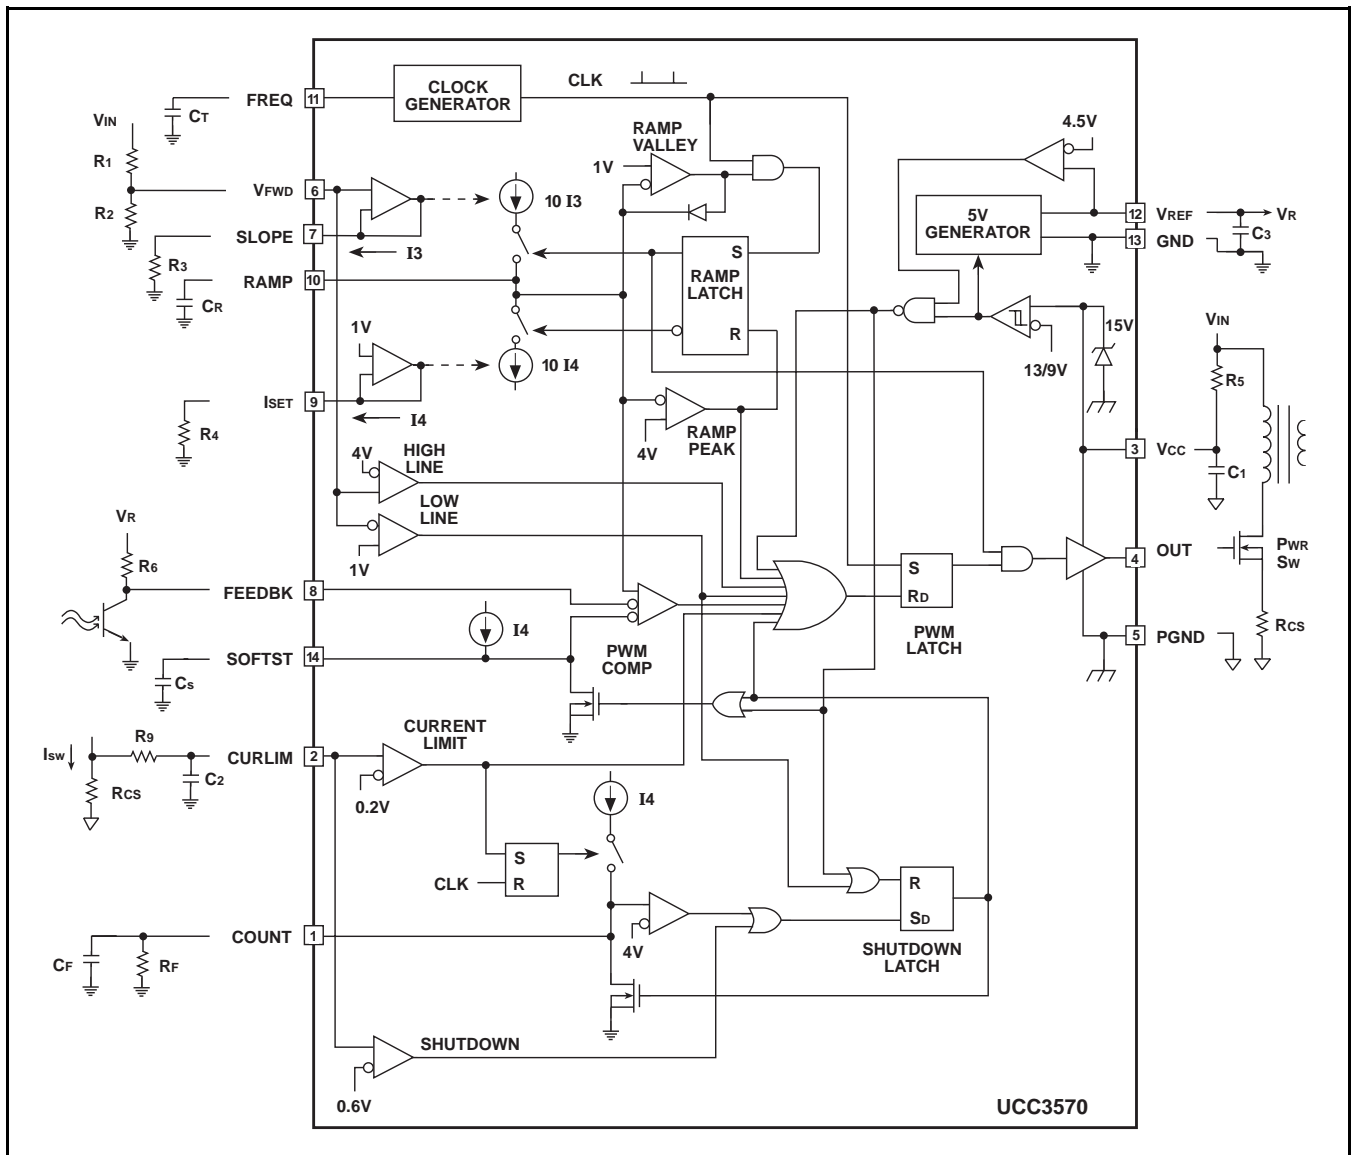 CLOCK
GENERATOR
CLK
FREQ 11
CT
VIN
R1
R2
VFWD 6
SLOPE 7
R3
CR
RAMP 10
I3
10 I3
RAMP
VALLEY
1V
S
RAMP
LATCH
R
4.5V
5V
GENERATOR
12 VREF
VR
13 GND
C3
15V
13/9V
VIN
R5
1V
10 I4
ISET 9
I4
R4
RAMP
PEAK
4V
4V
HIGH
LINE
LOW
LINE
1V
3 VCC
C1
4 OUT
PWR
SW
RCS
5 PGND
VR
R6
FEEDBK 8
SOFTST 14
CS
I4
PWM
COMP
S
RD
PWM
LATCH
CURRENT
LIMIT
ISW
R9
CURLIM 2
C2
RCS
0.2V
I4
S
R
CLK
COUNT 1
CF
RF
4V
R
SD
SHUTDOWN
LATCH
SHUTDOWN
0.6V
UCC3570